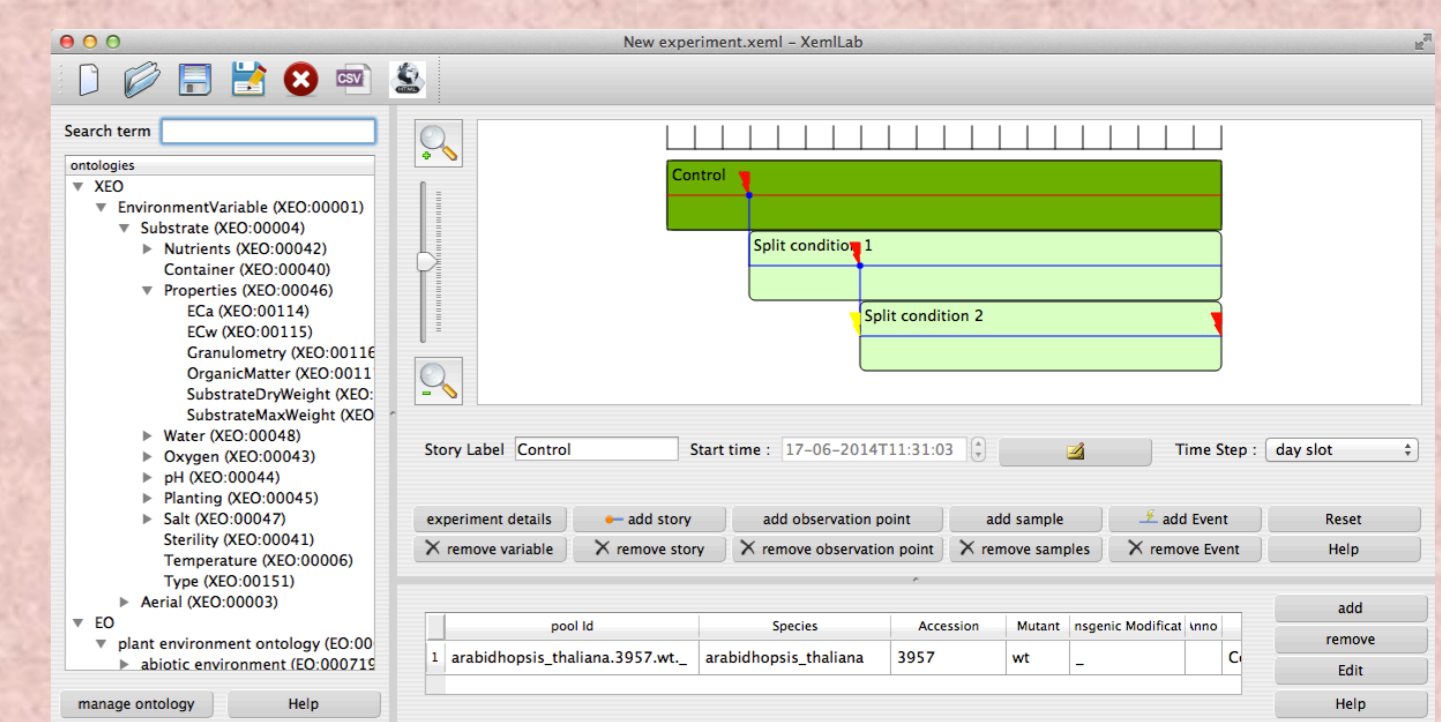 New experiment.xeml – XemlLab
CSV
HTML
Search term
ontologies
XEO
EnvironmentVariable (XEO:00001)
Substrate (XEO:00004)
Nutrients (XEO:00042)
Container (XEO:00040)
Properties (XEO:00046)
ECa (XEO:00114)
ECw (XEO:00115)
Granulometry (XEO:00116
OrganicMatter (XEO:0011
SubstrateDryWeight (XEO:
SubstrateMaxWeight (XEO
Water (XEO:00048)
Oxygen (XEO:00043)
pH (XEO:00044)
Planting (XEO:00045)
Salt (XEO:00047)
Sterility (XEO:00041)
Temperature (XEO:00006)
Type (XEO:00151)
Aerial (XEO:00003)
EO
plant environment ontology (EO:00
abiotic environment (EO:000719
manage ontology Help
Control
Split condition 1
Split condition 2
Story Label Control Start time : 17-06-2014T11:31:03 Time Step : day slot
experiment details add story add observation point add sample add Event Reset
remove variable remove story remove observation point remove samples remove Event Help
pool Id Species Accession Mutant nsgenic Modificat Anno
1 arabidhopsis_thaliana.3957.wt._ arabidhopsis_thaliana 3957 wt _ Co
add
remove
Edit
Help